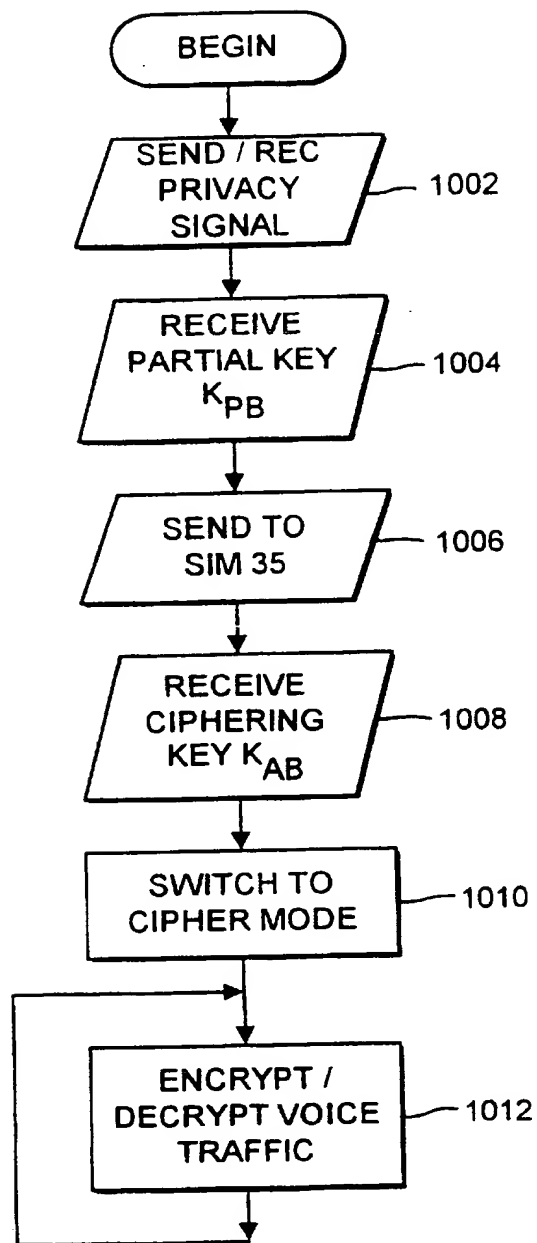 BEGIN
SEND / REC
PRIVACY
SIGNAL
1002
RECEIVE
PARTIAL KEY
KPB
1004
SEND TO
SIM 35
1006
RECEIVE
CIPHERING
KEY KAB
1008
SWITCH TO
CIPHER MODE
1010
ENCRYPT /
DECRYPT VOICE
TRAFFIC
1012